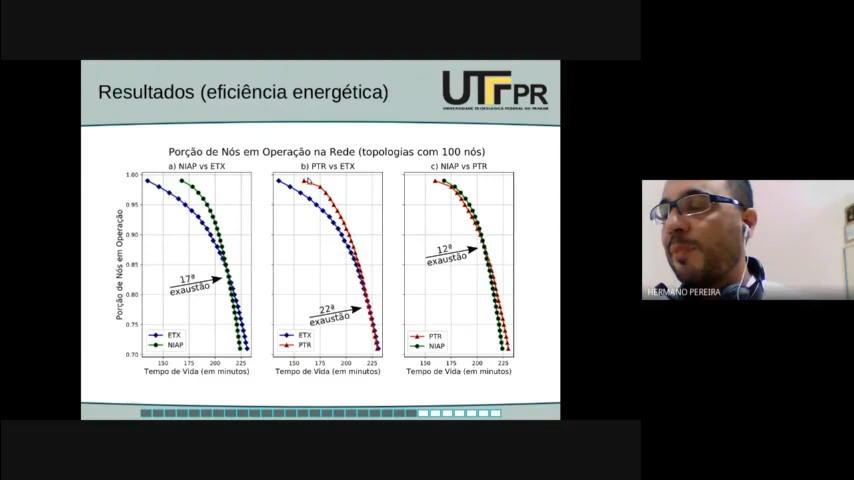 Resultados (eficiência energética)
UTFPR
UNIVERSIDADE TECNOLÓGICA FEDERAL DO PARANÁ
Porção de Nós em Operação na Rede (topologias com 100 nós)
a) NIAP vs ETX
b) PTR vs ETX
c) NIAP vs PTR
Porção de Nós em Operação
1.00
0.95
0.90
0.85
0.80
0.75
0.70
17ª
exaustão
22ª
exaustão
12ª
exaustão
ETX
NIAP
ETX
PTR
PTR
NIAP
150 175 200 225
150 175 200 225
150 175 200 225
Tempo de Vida (em minutos)
Tempo de Vida (em minutos)
Tempo de Vida (em minutos)
HERMANO PEREIRA